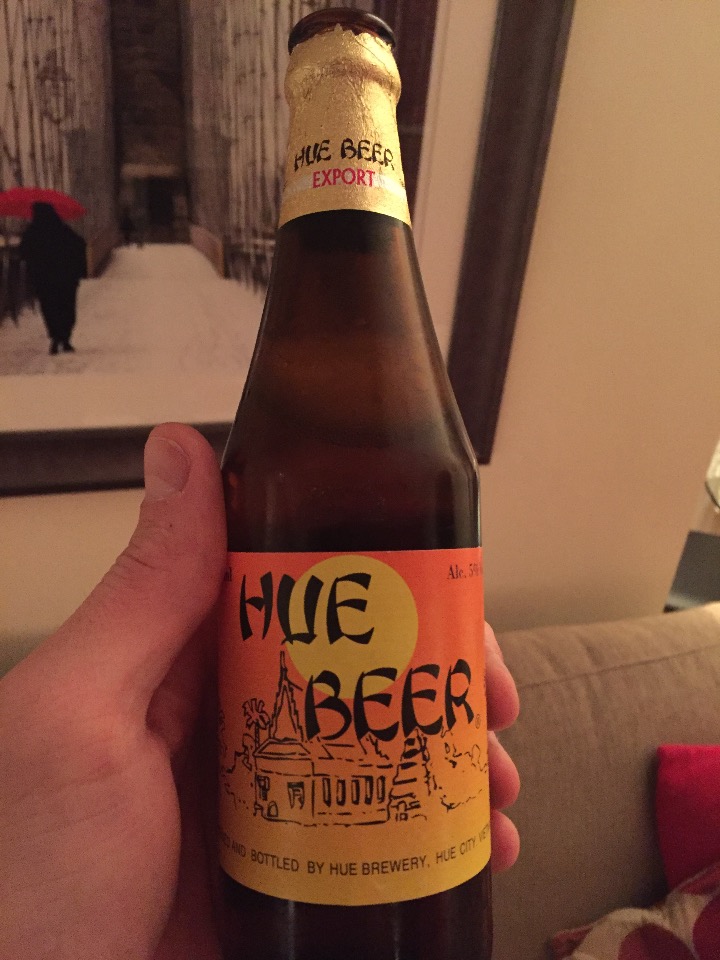 HUE BEER
EXPORT
Alc. 5%
HUE
BEER
AND BOTTLED BY HUE BREWERY, HUE CITY